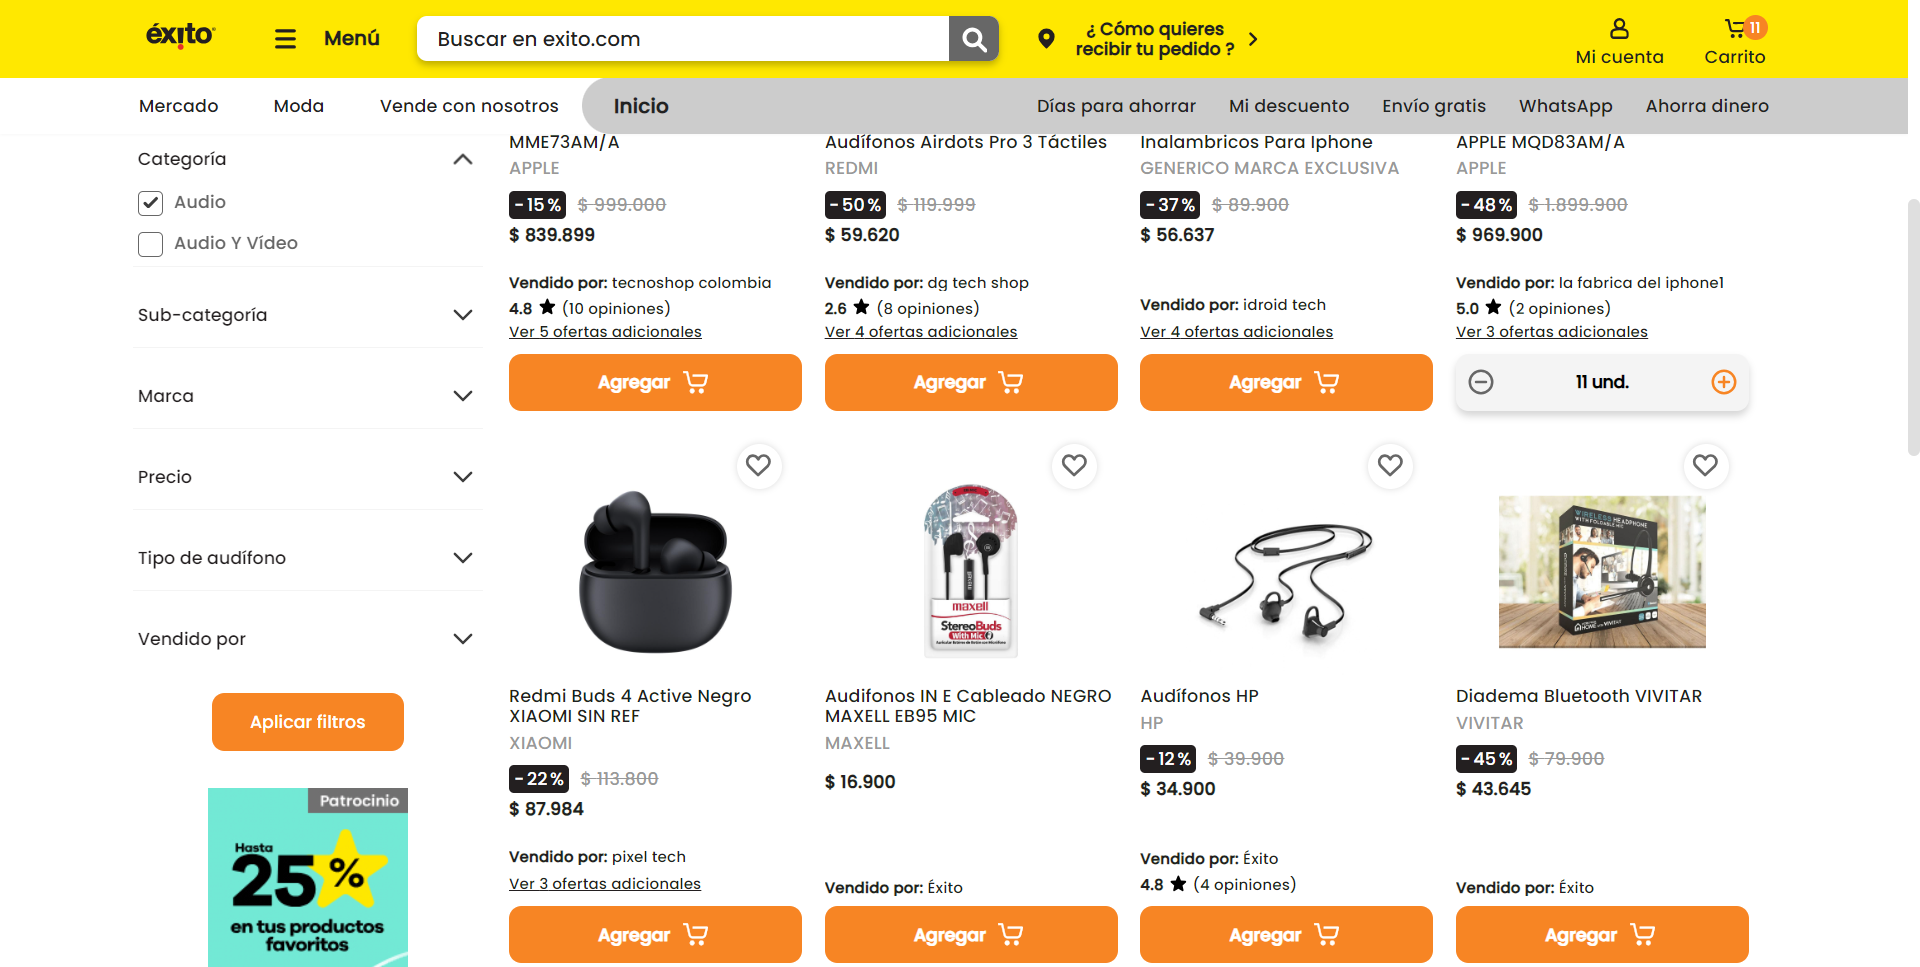 éxito
Menú
Buscar en exito.com
¿ Cómo quieres
recibir tu pedido ?
Mi cuenta
11
Carrito
Mercado
Moda
Vende con nosotros
Inicio
Días para ahorrar
Mi descuento
Envío gratis
WhatsApp
Ahorra dinero
Categoría
Audio
Audio Y Vídeo
Sub-categoría
Marca
Precio
Tipo de audífono
Vendido por
Aplicar filtros
Patrocinio
Hasta
25%
en tus productos
favoritos
MME73AM/A
APPLE
-15% $ 999.000
$ 839.899
Vendido por: tecnoshop colombia
4.8 (10 opiniones)
Ver 5 ofertas adicionales
Agregar
Audífonos Airdots Pro 3 Táctiles
REDMI
-50% $ 119.999
$ 59.620
Vendido por: dg tech shop
2.6 (8 opiniones)
Ver 4 ofertas adicionales
Agregar
Inalambricos Para Iphone
GENERICO MARCA EXCLUSIVA
-37% $ 89.900
$ 56.637
Vendido por: idroid tech
Ver 4 ofertas adicionales
Agregar
APPLE MQD83AM/A
APPLE
-48% $ 1.899.900
$ 969.900
Vendido por: la fabrica del iphone1
5.0 (2 opiniones)
Ver 3 ofertas adicionales
11 und.
Redmi Buds 4 Active Negro
XIAOMI SIN REF
XIAOMI
-22% $ 113.800
$ 87.984
Vendido por: pixel tech
Ver 3 ofertas adicionales
Agregar
maxell
StereoBuds
With Mic
Audifonos IN E Cableado NEGRO
MAXELL EB95 MIC
MAXELL
$ 16.900
Vendido por: Éxito
Agregar
Audífonos HP
HP
-12% $ 39.900
$ 34.900
Vendido por: Éxito
4.8 (4 opiniones)
Agregar
WIRELESS HEADPHONE
WITH FOLDABLE MIC
Diadema Bluetooth VIVITAR
VIVITAR
-45% $ 79.900
$ 43.645
Vendido por: Éxito
Agregar